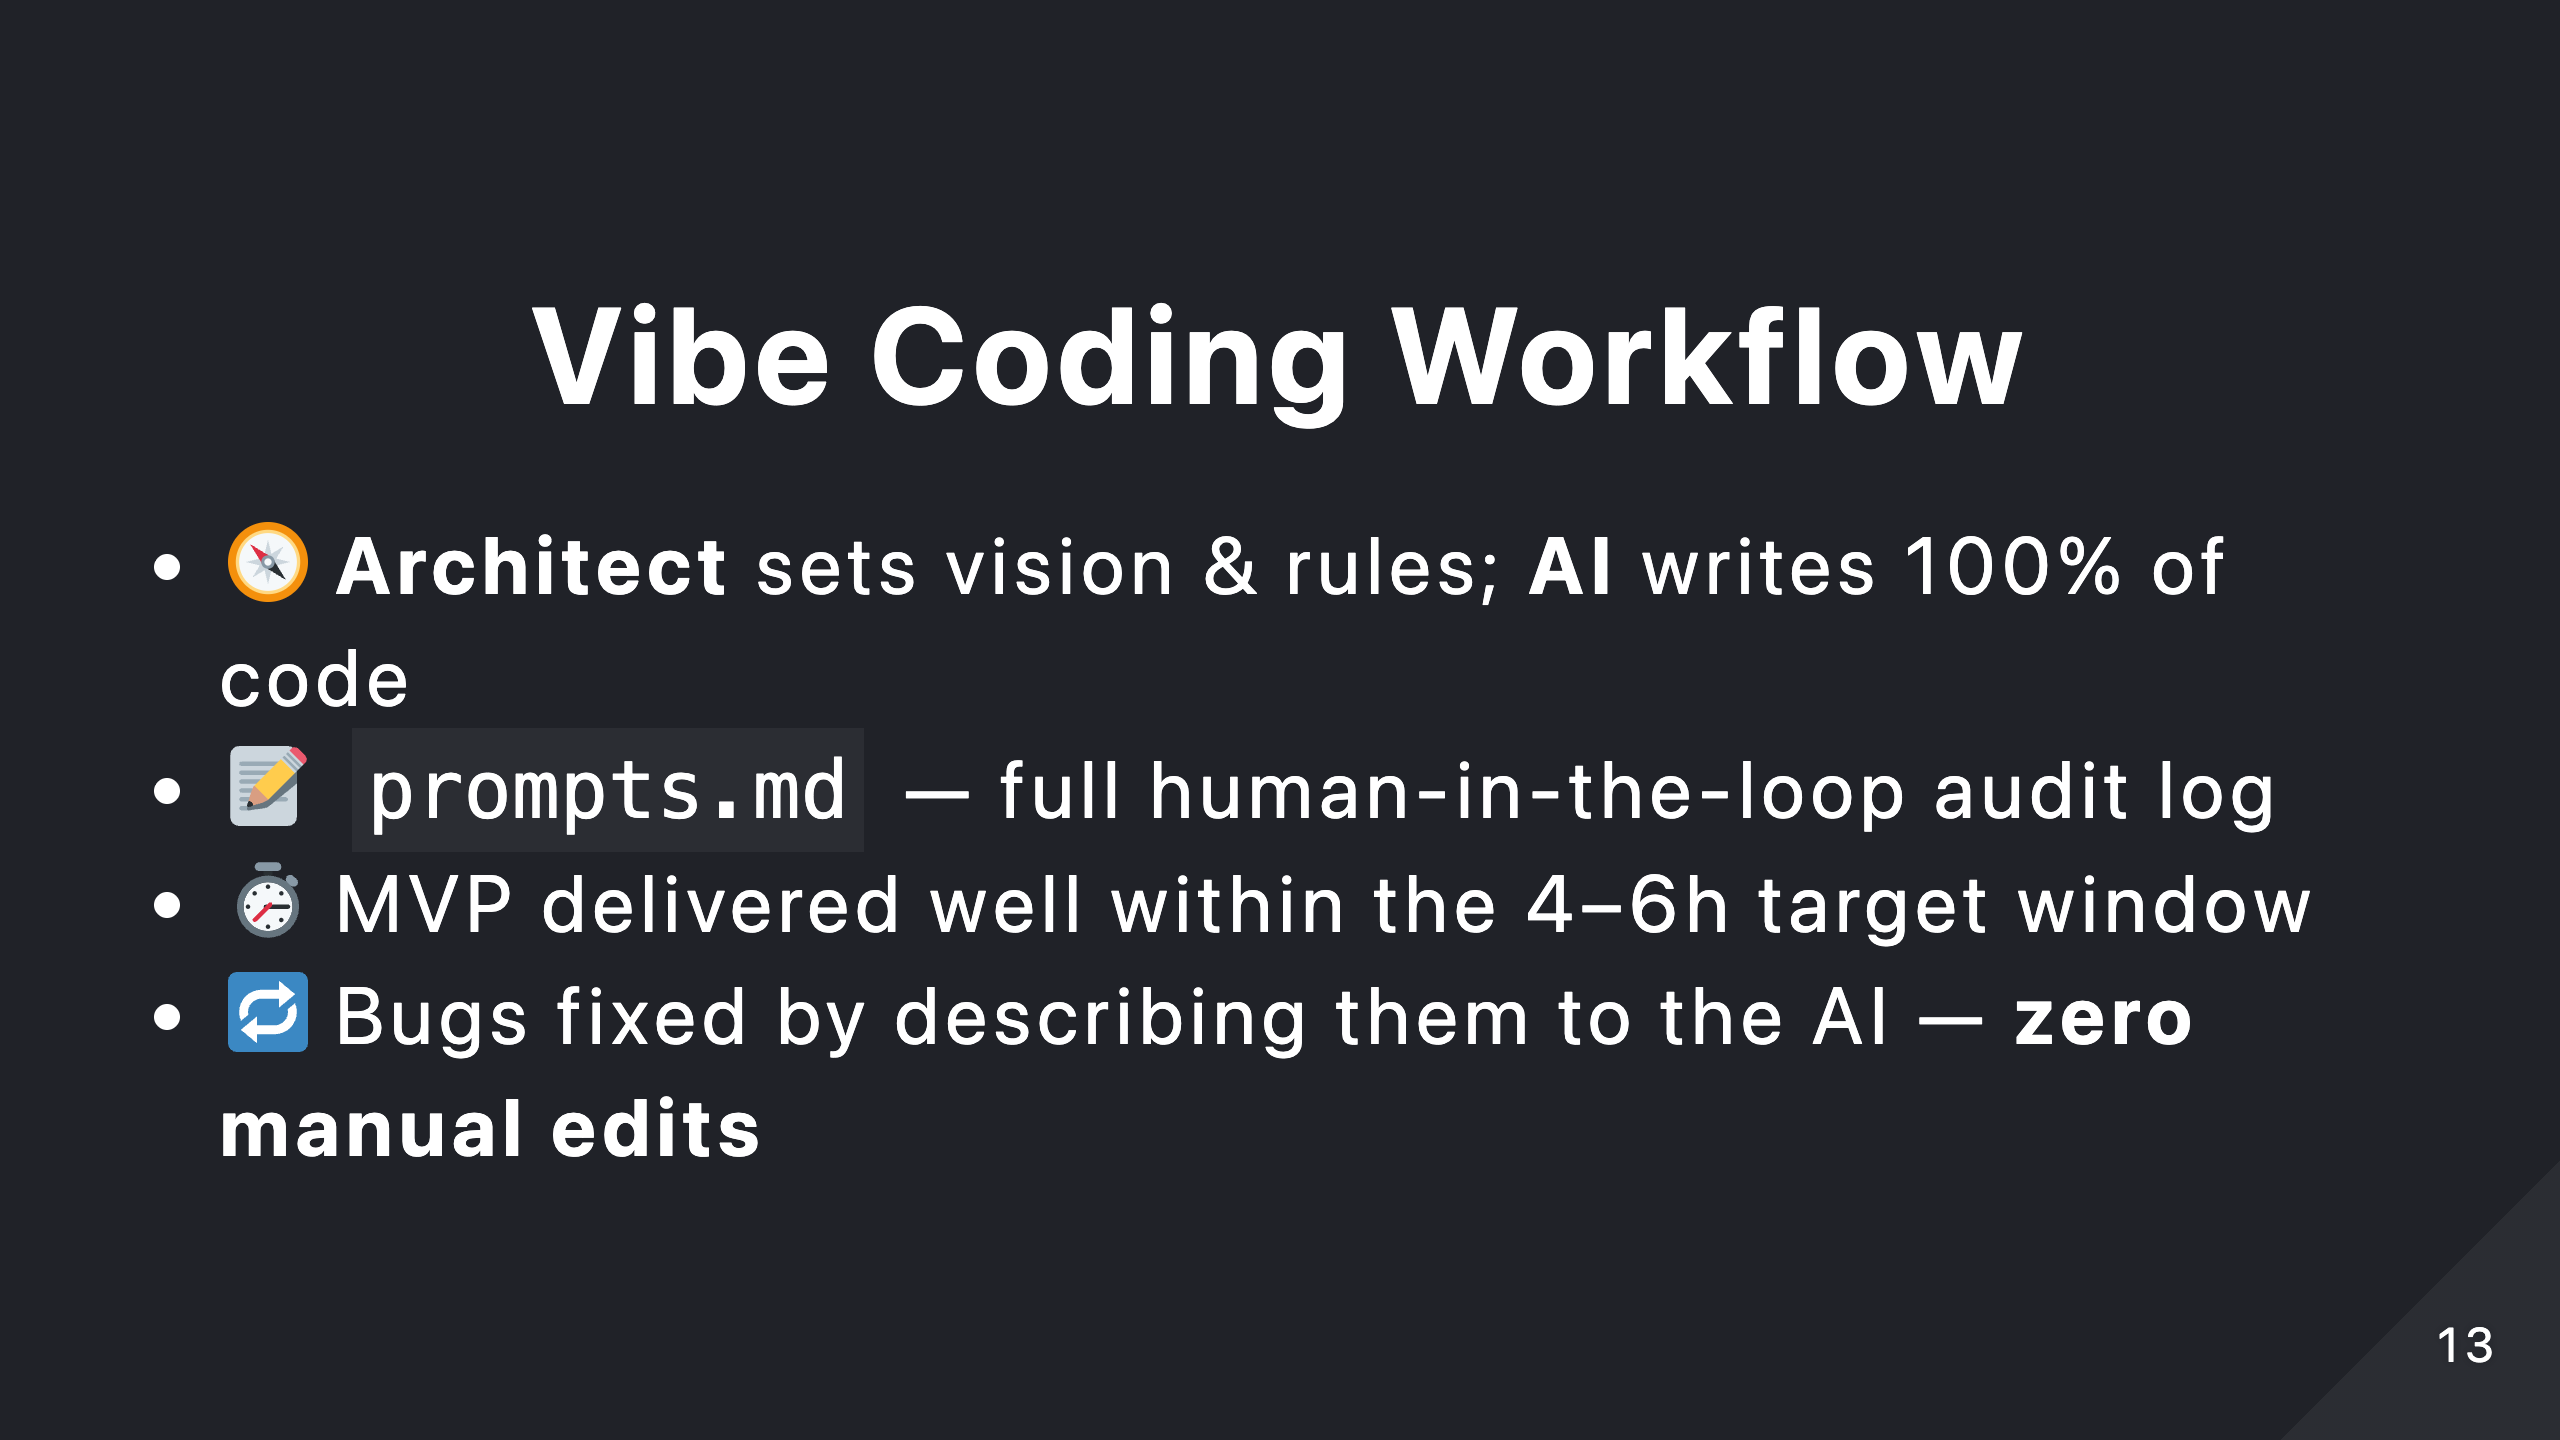 Vibe Coding Workflow
• 🧭 Architect sets vision & rules; AI writes 100% of
code
• 📝 prompts.md — full human-in-the-loop audit log
• ⏱️ MVP delivered well within the 4–6h target window
• 🔁 Bugs fixed by describing them to the AI — zero
manual edits
13